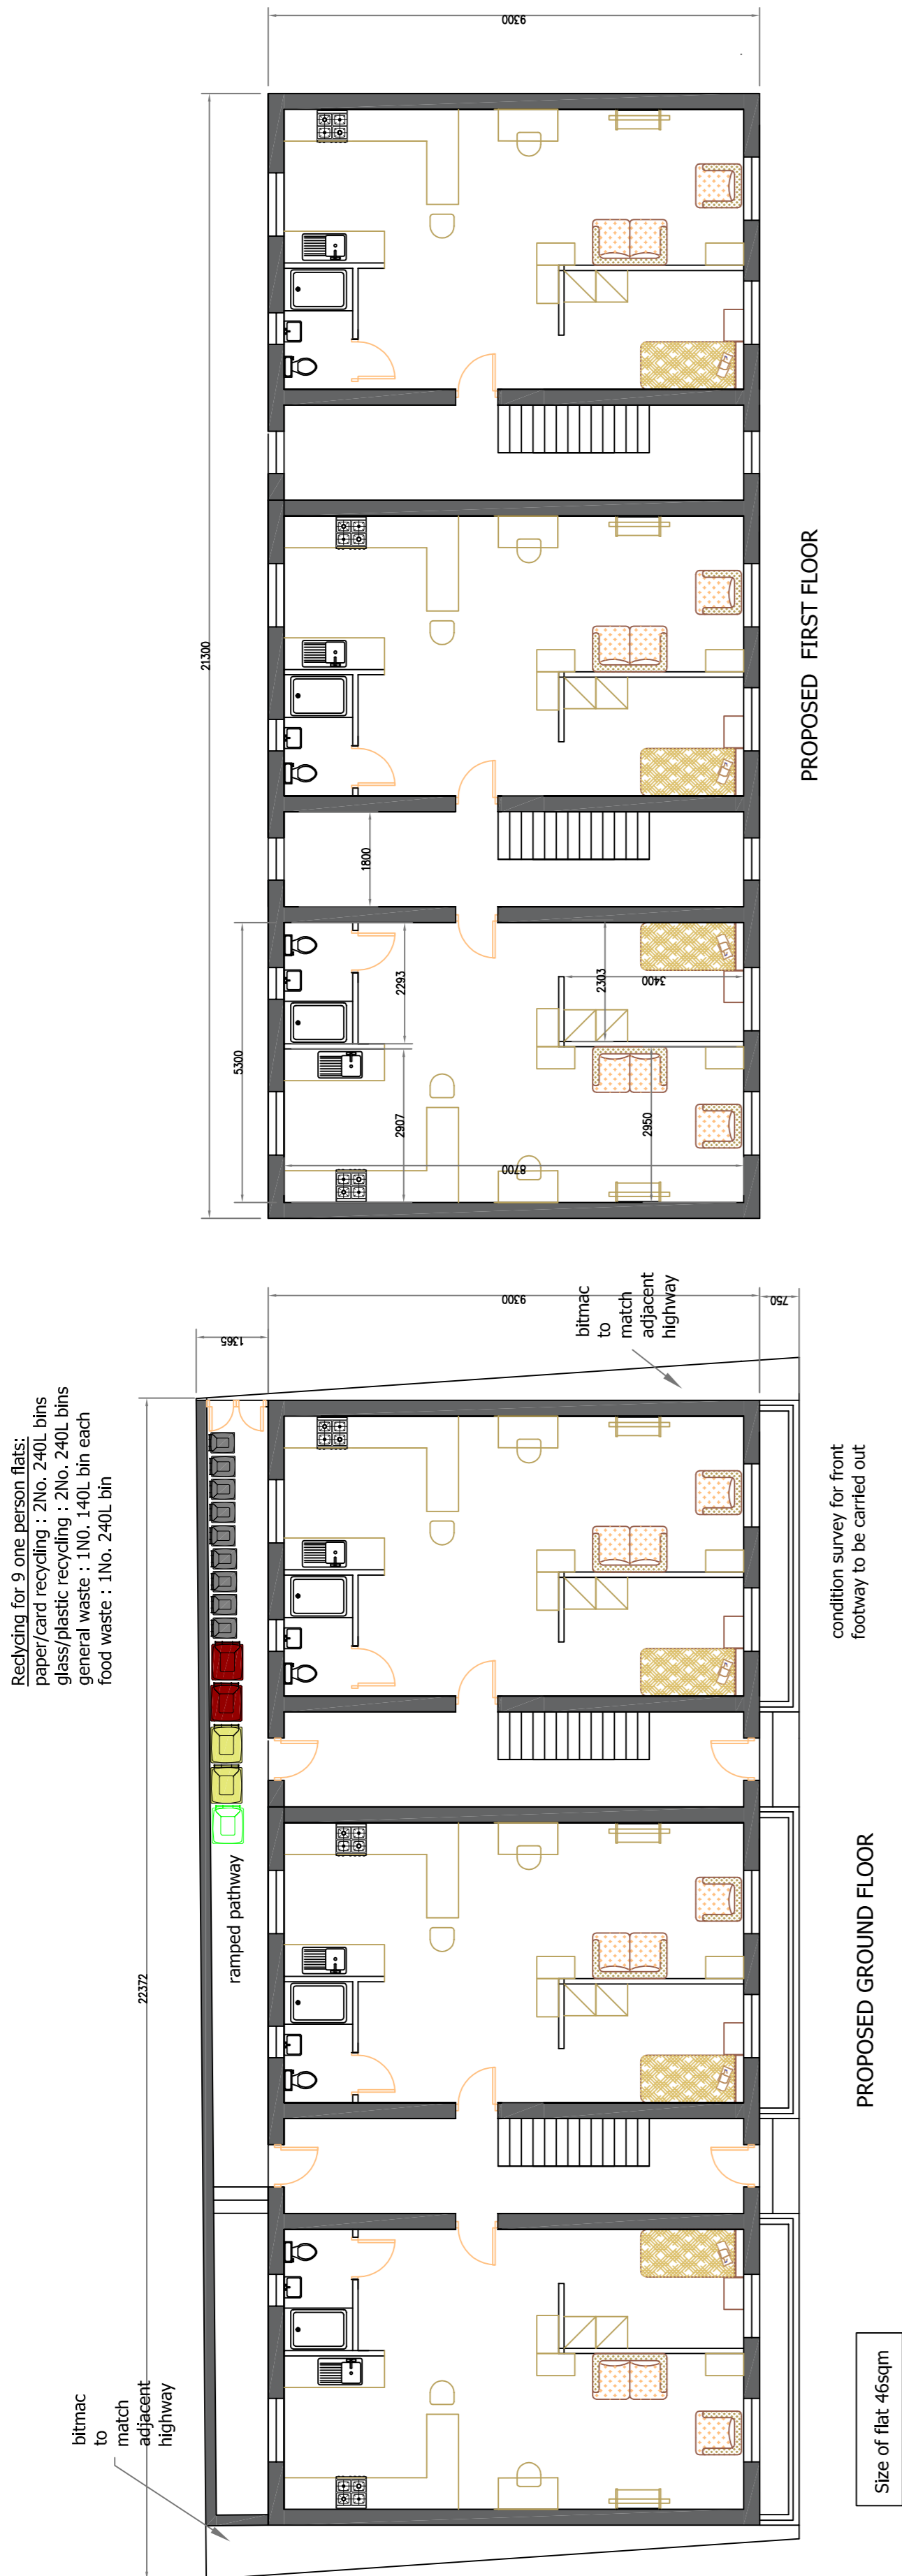 Reclycing for 9 one person flats:
paper/card recycling : 2No. 240L bins
glass/plastic recycling : 2No. 240L bins
general waste : 1N0. 140L bin each
food waste : 1No. 240L bin
bitmac
to
match
adjacent
highway
22372
ramped pathway
1365
9300
750
bitmac
to
match
adjacent
highway
condition survey for front
footway to be carried out
PROPOSED GROUND FLOOR
Size of flat 46sqm
21300
9300
5300
1800
2293
2907
2303
3400
2950
8700
PROPOSED FIRST FLOOR